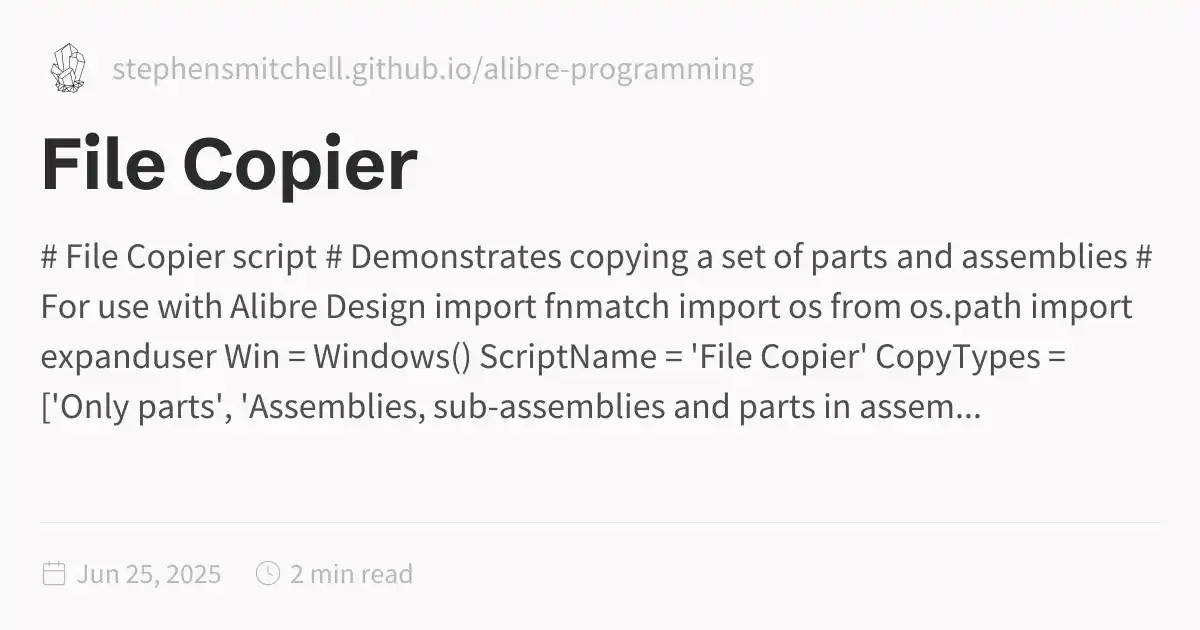 stephensmitchell.github.io/alibre-programming
File Copier
# File Copier script # Demonstrates copying a set of parts and assemblies #
For use with Alibre Design import fnmatch import os from os.path import
expanduser Win = Windows() ScriptName = 'File Copier' CopyTypes =
['Only parts', 'Assemblies, sub-assemblies and parts in assem...
Jun 25, 2025 2 min read